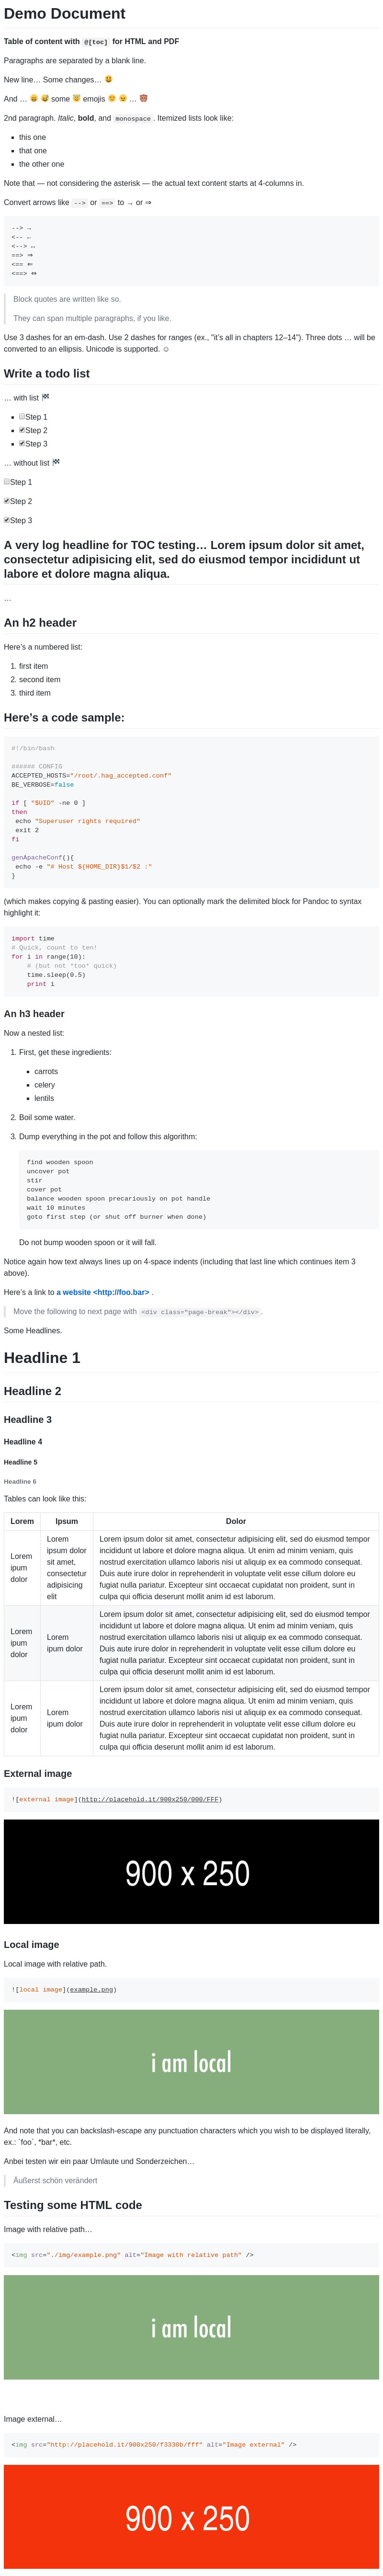 Demo Document
Table of content with @[toc] for HTML and PDF
Paragraphs are separated by a blank line.
New line… Some changes… 😃
And … 😄 😅 some 😇 emojis 😗 😉 … 👹
2nd paragraph. Italic, bold, and monospace. Itemized lists look like:
this one
that one
the other one
Note that — not considering the asterisk — the actual text content starts at 4-columns in.
Convert arrows like --> or ==> to → or ⇒
--> →
<-- ←
<--> ↔
==> ⇒
<== ⇐
<==> ⇔
Block quotes are written like so.
They can span multiple paragraphs, if you like.
Use 3 dashes for an em-dash. Use 2 dashes for ranges (ex., "it’s all in chapters 12–14"). Three dots … will be
converted to an ellipsis. Unicode is supported. ☺
Write a todo list
… with list 🏁
Step 1
Step 2
Step 3
… without list 🏁
Step 1
Step 2
Step 3
A very log headline for TOC testing… Lorem ipsum dolor sit amet,
consectetur adipisicing elit, sed do eiusmod tempor incididunt ut
labore et dolore magna aliqua.
…
An h2 header
Here’s a numbered list:
1. first item
2. second item
3. third item
Here’s a code sample:
#!/bin/bash
###### CONFIG
ACCEPTED_HOSTS="/root/.hag_accepted.conf"
BE_VERBOSE=false
if [ "$UID" -ne 0 ]
then
echo "Superuser rights required"
exit 2
fi
genApacheConf(){
echo -e "# Host ${HOME_DIR}$1/$2 :"
}
(which makes copying & pasting easier). You can optionally mark the delimited block for Pandoc to syntax
highlight it:
import time
# Quick, count to ten!
for i in range(10):
# (but not *too* quick)
time.sleep(0.5)
print i
An h3 header
Now a nested list:
1. First, get these ingredients:
carrots
celery
lentils
2. Boil some water.
3. Dump everything in the pot and follow this algorithm:
find wooden spoon
uncover pot
stir
cover pot
balance wooden spoon precariously on pot handle
wait 10 minutes
goto first step (or shut off burner when done)
Do not bump wooden spoon or it will fall.
Notice again how text always lines up on 4-space indents (including that last line which continues item 3
above).
Here’s a link to a website <http://foo.bar> .
Move the following to next page with <div class="page-break"></div>.
Some Headlines.
Headline 1
Headline 2
Headline 3
Headline 4
Headline 5
Headline 6
Tables can look like this:
Lorem Ipsum Dolor
Lorem
ipum
dolor
Lorem
ipsum dolor
sit amet,
consectetur
adipisicing
elit
Lorem ipsum dolor sit amet, consectetur adipisicing elit, sed do eiusmod tempor
incididunt ut labore et dolore magna aliqua. Ut enim ad minim veniam, quis
nostrud exercitation ullamco laboris nisi ut aliquip ex ea commodo consequat.
Duis aute irure dolor in reprehenderit in voluptate velit esse cillum dolore eu
fugiat nulla pariatur. Excepteur sint occaecat cupidatat non proident, sunt in
culpa qui officia deserunt mollit anim id est laborum.
Lorem
ipum
dolor
Lorem
ipum dolor
Lorem ipsum dolor sit amet, consectetur adipisicing elit, sed do eiusmod tempor
incididunt ut labore et dolore magna aliqua. Ut enim ad minim veniam, quis
nostrud exercitation ullamco laboris nisi ut aliquip ex ea commodo consequat.
Duis aute irure dolor in reprehenderit in voluptate velit esse cillum dolore eu
fugiat nulla pariatur. Excepteur sint occaecat cupidatat non proident, sunt in
culpa qui officia deserunt mollit anim id est laborum.
Lorem
ipum
dolor
Lorem
ipum dolor
Lorem ipsum dolor sit amet, consectetur adipisicing elit, sed do eiusmod tempor
incididunt ut labore et dolore magna aliqua. Ut enim ad minim veniam, quis
nostrud exercitation ullamco laboris nisi ut aliquip ex ea commodo consequat.
Duis aute irure dolor in reprehenderit in voluptate velit esse cillum dolore eu
fugiat nulla pariatur. Excepteur sint occaecat cupidatat non proident, sunt in
culpa qui officia deserunt mollit anim id est laborum.
External image
![external image](http://placehold.it/900x250/000/FFF)
900 x 250
Local image
Local image with relative path.
![local image](example.png)
i am local
And note that you can backslash-escape any punctuation characters which you wish to be displayed literally,
ex.: `foo`, *bar*, etc.
Anbei testen wir ein paar Umlaute und Sonderzeichen…
Äußerst schön verändert
Testing some HTML code
Image with relative path…
<img src="./img/example.png" alt="Image with relative path" />
i am local
Image external…
<img src="http://placehold.it/900x250/f3330b/fff" alt="Image external" />
900 x 250